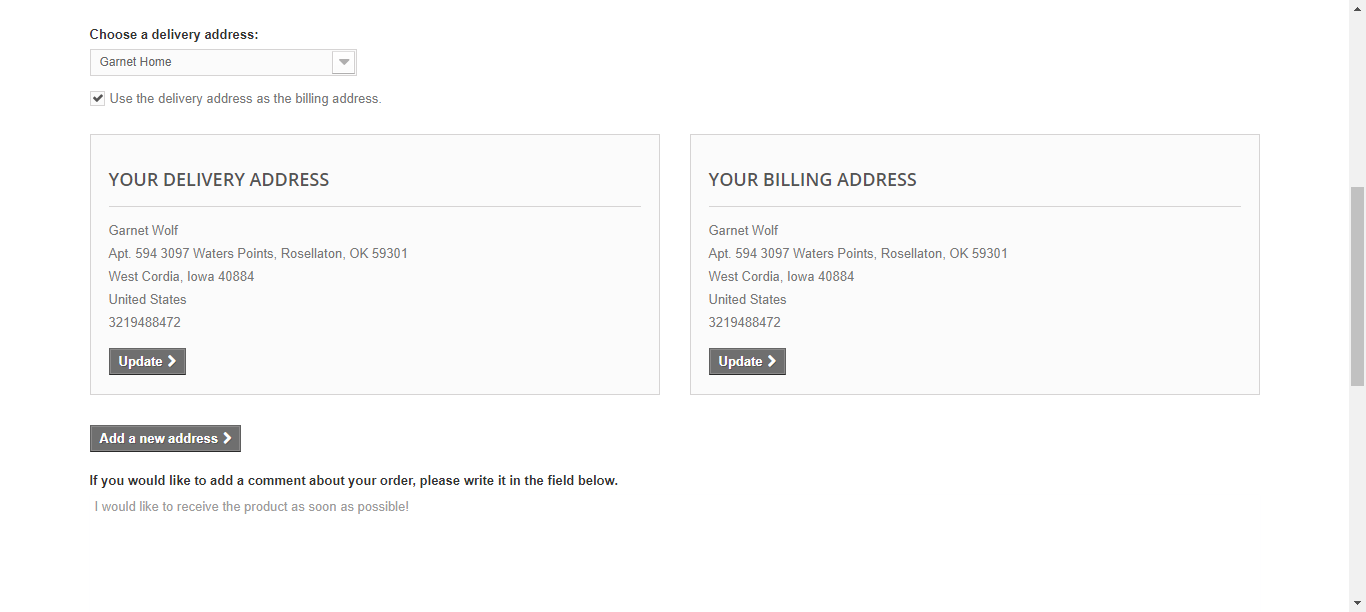 Choose a delivery address:
Garnet Home
Use the delivery address as the billing address.
YOUR DELIVERY ADDRESS
Garnet Wolf
Apt. 594 3097 Waters Points, Rosellaton, OK 59301
West Cordia, Iowa 40884
United States
3219488472
Update
YOUR BILLING ADDRESS
Garnet Wolf
Apt. 594 3097 Waters Points, Rosellaton, OK 59301
West Cordia, Iowa 40884
United States
3219488472
Update
Add a new address
If you would like to add a comment about your order, please write it in the field below.
I would like to receive the product as soon as possible!